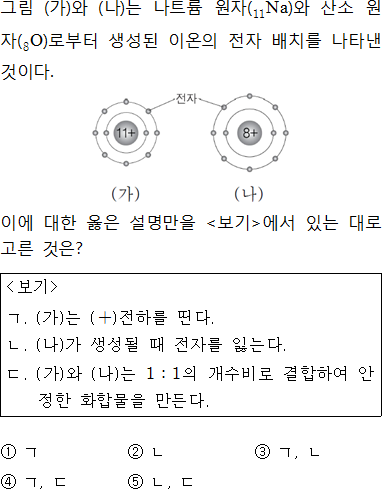 그림 (가)와 (나)는 나트륨 원자(₁₁Na)와 산소 원
자(₈O)로부터 생성된 이온의 전자 배치를 나타낸
것이다.
전자
11+ 8+
(가) (나)
이에 대한 옳은 설명만을 <보기>에서 있는 대로
고른 것은?
<보기>
ㄱ. (가)는 (+)전하를 띤다.
ㄴ. (나)가 생성될 때 전자를 잃는다.
ㄷ. (가)와 (나)는 1 : 1의 개수비로 결합하여 안
정한 화합물을 만든다.
① ㄱ ② ㄴ ③ ㄱ, ㄴ
④ ㄱ, ㄷ ⑤ ㄴ, ㄷ